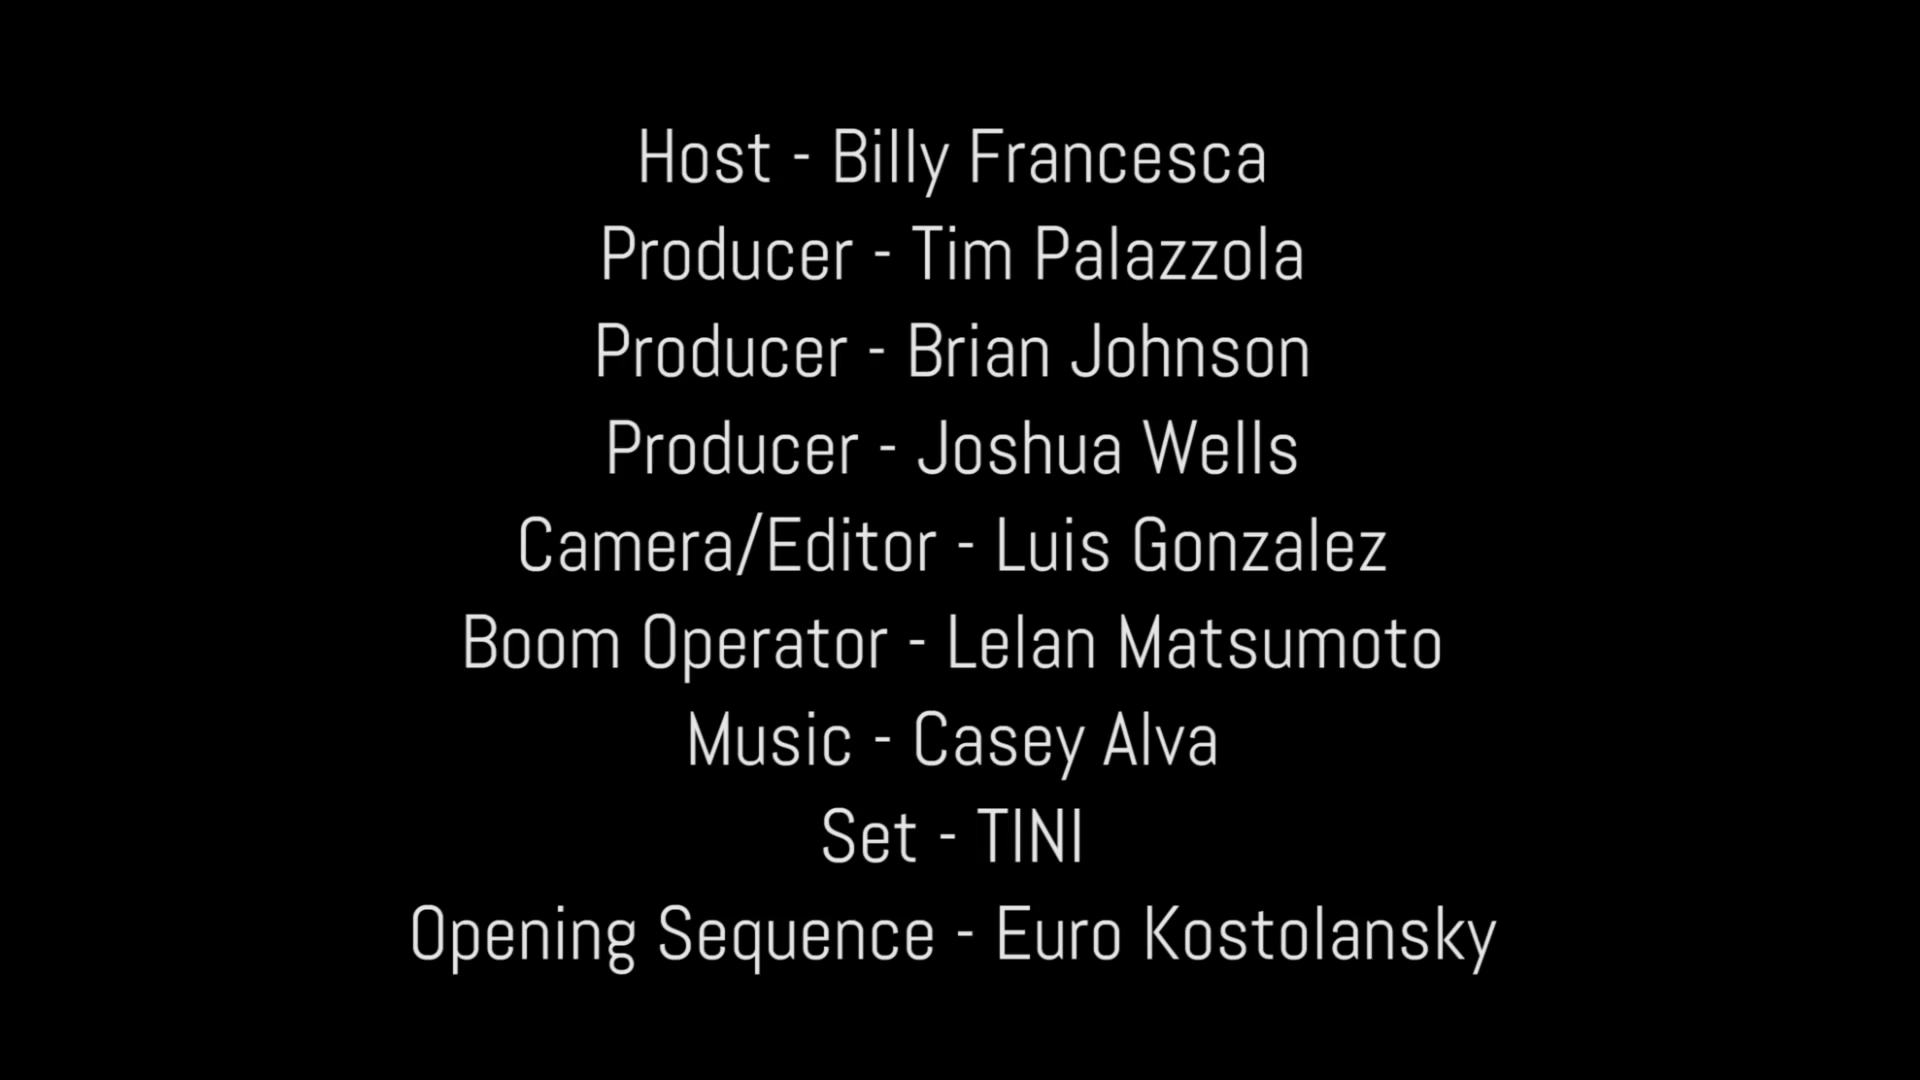 Host - Billy Francesca
Producer - Tim Palazzola
Producer - Brian Johnson
Producer - Joshua Wells
Camera/Editor - Luis Gonzalez
Boom Operator - Lelan Matsumoto
Music - Casey Alva
Set - TINI
Opening Sequence - Euro Kostolansky